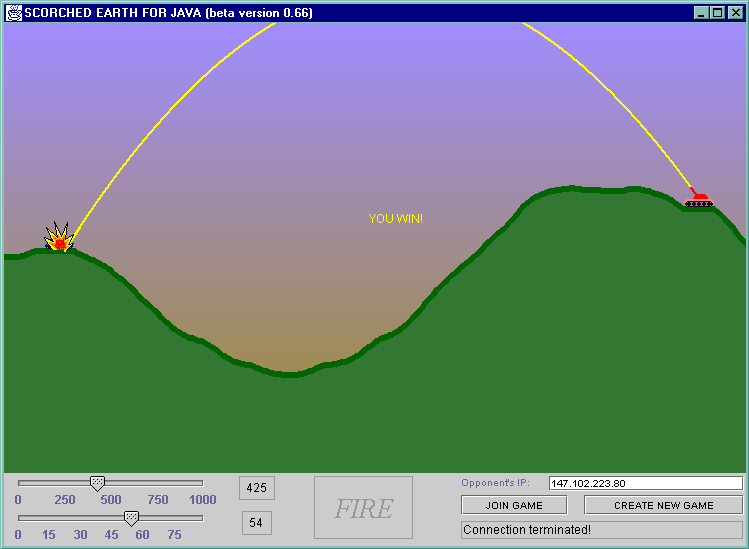 SCORCHED EARTH FOR JAVA (beta version 0.66)
YOU WIN!
0 250 500 750 1000
425
0 15 30 45 60 75
54
FIRE
Opponent's IP: 147.102.223.80
JOIN GAME CREATE NEW GAME
Connection terminated!